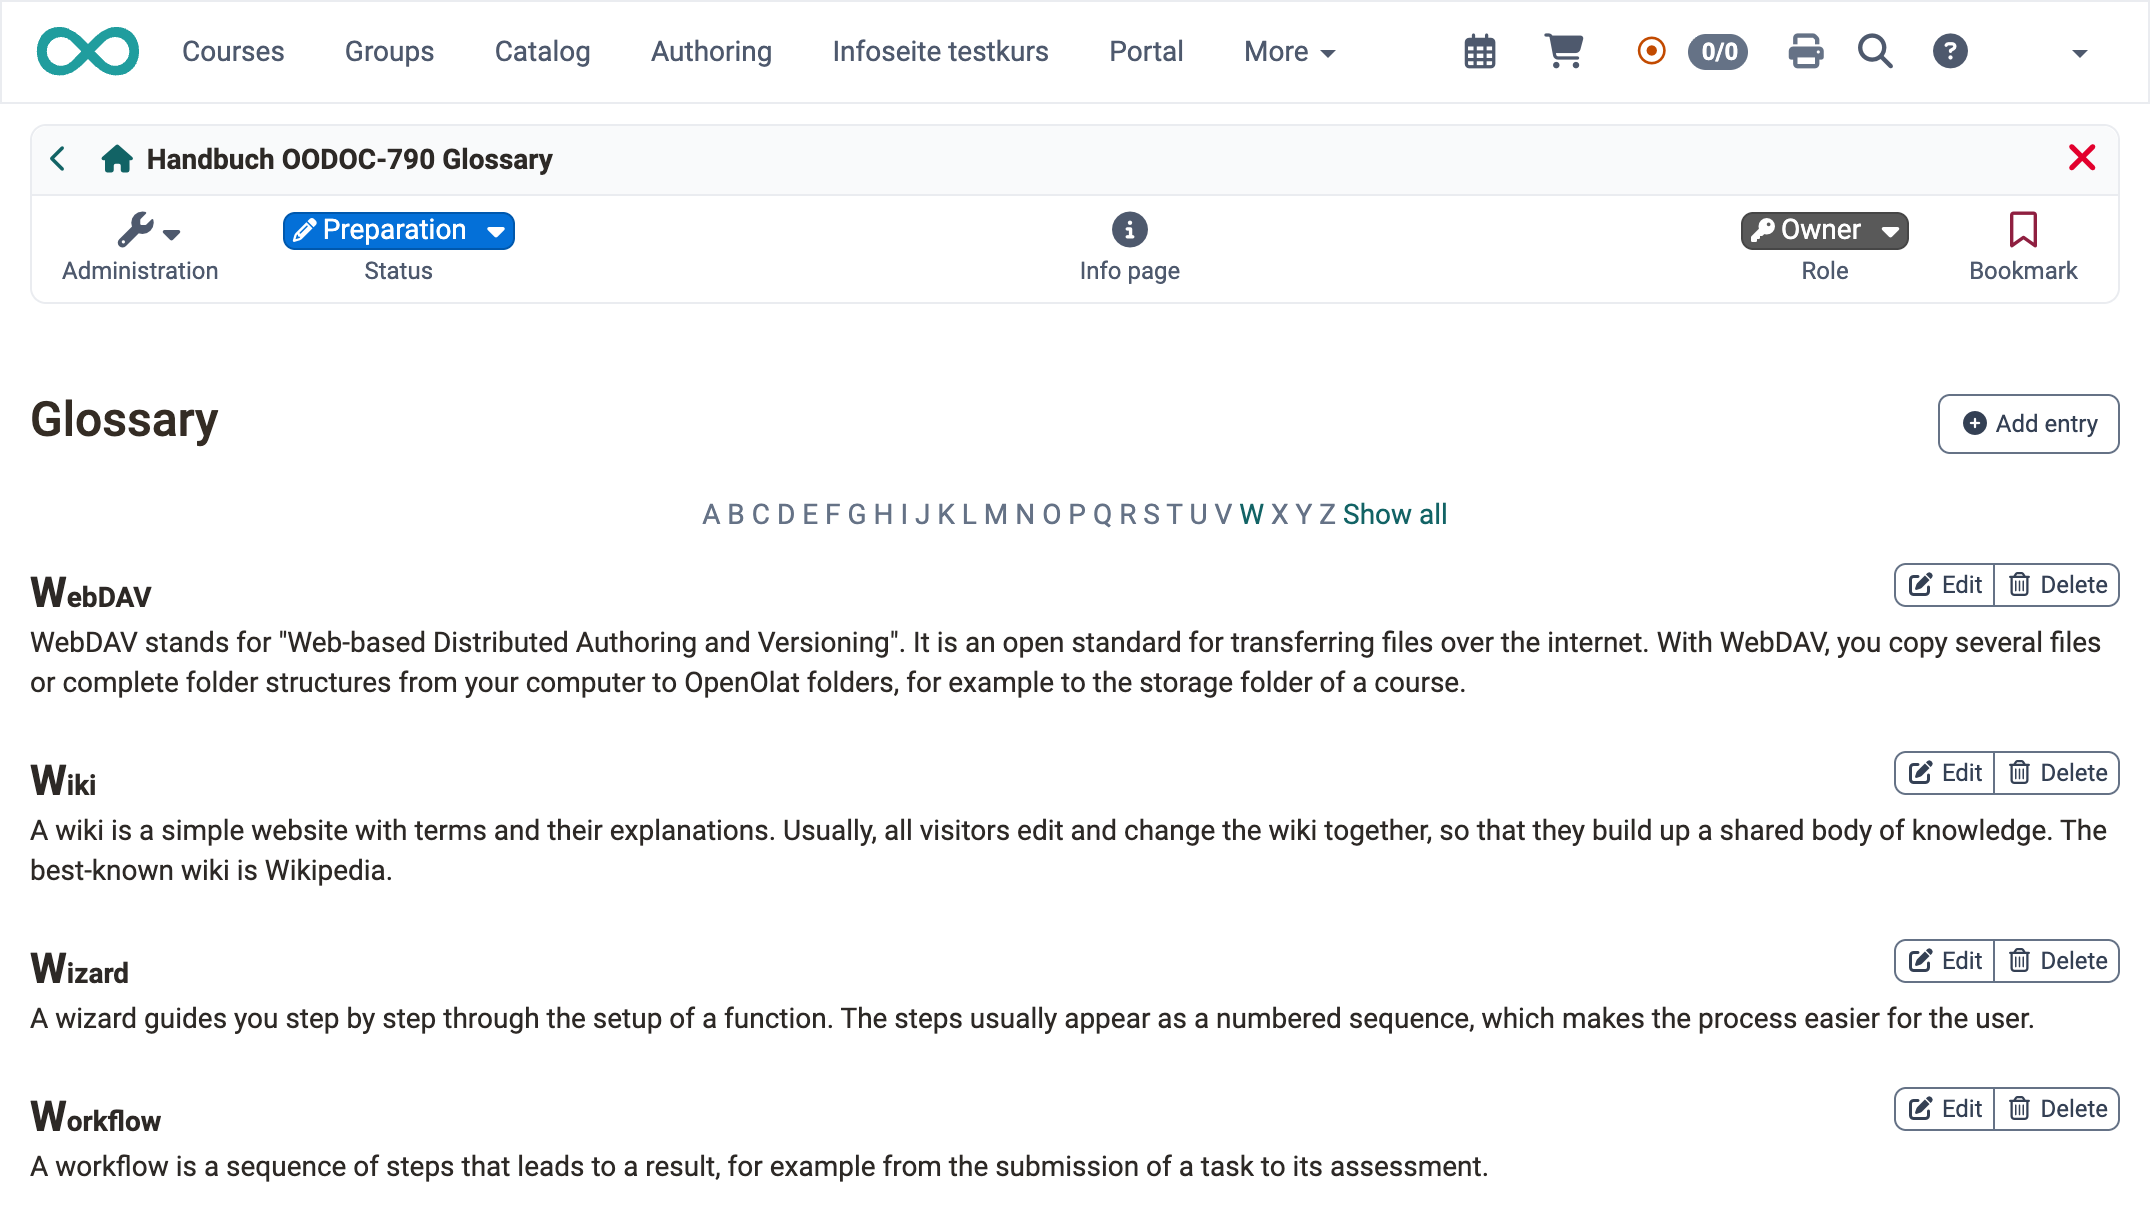 Courses Groups Catalog Authoring Infoseite testkurs Portal More 0/0 ?
Handbuch OODOC-790 Glossary
Preparation Owner
Administration Status Info page Role Bookmark
Glossary
Add entry
A B C D E F G H I J K L M N O P Q R S T U V W X Y Z Show all
WebDAV Edit Delete
WebDAV stands for "Web-based Distributed Authoring and Versioning". It is an open standard for transferring files over the internet. With WebDAV, you copy several files
or complete folder structures from your computer to OpenOlat folders, for example to the storage folder of a course.
Wiki Edit Delete
A wiki is a simple website with terms and their explanations. Usually, all visitors edit and change the wiki together, so that they build up a shared body of knowledge. The
best-known wiki is Wikipedia.
Wizard Edit Delete
A wizard guides you step by step through the setup of a function. The steps usually appear as a numbered sequence, which makes the process easier for the user.
Workflow Edit Delete
A workflow is a sequence of steps that leads to a result, for example from the submission of a task to its assessment.